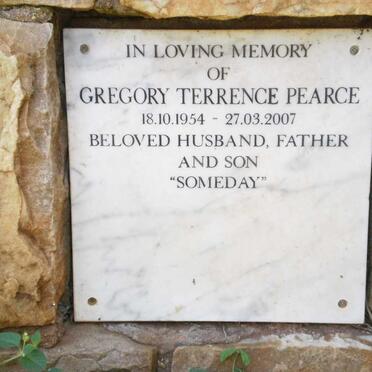 IN LOVING MEMORY
OF
GREGORY TERRENCE PEARCE
18.10.1954 - 27.03.2007
BELOVED HUSBAND, FATHER
AND SON
"SOMEDAY"